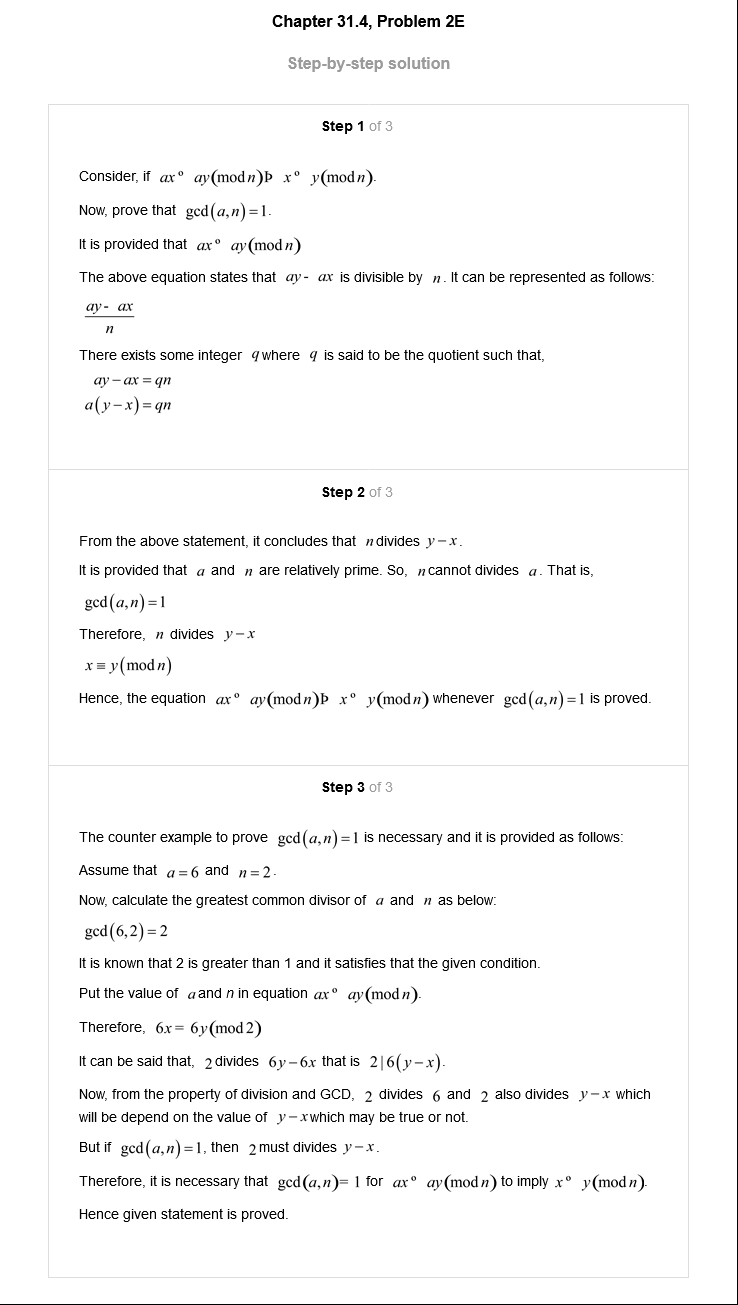 Chapter 31.4, Problem 2E
Step-by-step solution
Step 1 of 3
Consider, if ax º ay(mod n)Þ x º y(mod n).
Now, prove that gcd(a,n)=1.
It is provided that ax º ay(mod n)
The above equation states that ay - ax is divisible by n. It can be represented as follows:
ay - ax
n
There exists some integer q where q is said to be the quotient such that,
ay−ax=qn
a(y−x)=qn
Step 2 of 3
From the above statement, it concludes that n divides y−x.
It is provided that a and n are relatively prime. So, n cannot divides a. That is,
gcd(a,n)=1
Therefore, n divides y−x
x≡y(mod n)
Hence, the equation ax º ay(mod n)Þ x º y(mod n) whenever gcd(a,n)=1 is proved.
Step 3 of 3
The counter example to prove gcd(a,n)=1 is necessary and it is provided as follows:
Assume that a=6 and n=2.
Now, calculate the greatest common divisor of a and n as below:
gcd(6,2)=2
It is known that 2 is greater than 1 and it satisfies that the given condition.
Put the value of a and n in equation ax º ay(mod n).
Therefore, 6x= 6y(mod 2)
It can be said that, 2 divides 6y−6x that is 2|6(y−x).
Now, from the property of division and GCD, 2 divides 6 and 2 also divides y−x which
will be depend on the value of y−x which may be true or not.
But if gcd(a,n)=1, then 2 must divides y−x.
Therefore, it is necessary that gcd(a,n)= 1 for ax º ay(mod n) to imply x º y(mod n).
Hence given statement is proved.